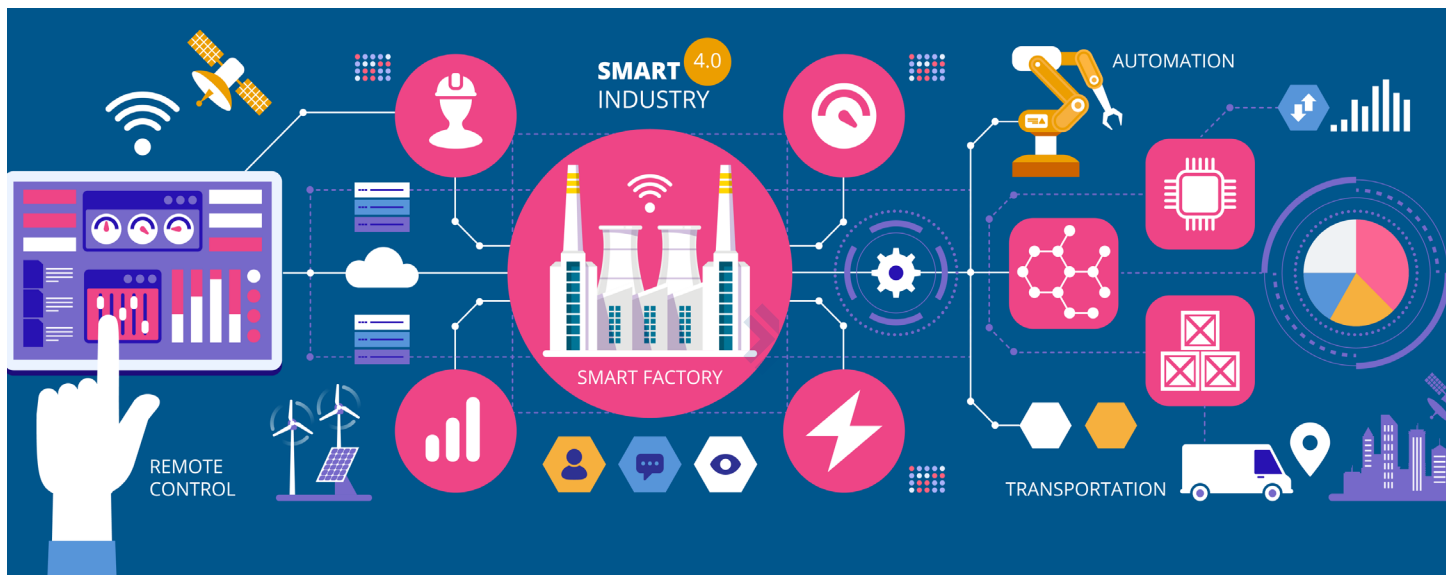 SMART 4.0
INDUSTRY
AUTOMATION
SMART FACTORY
REMOTE
CONTROL
TRANSPORTATION